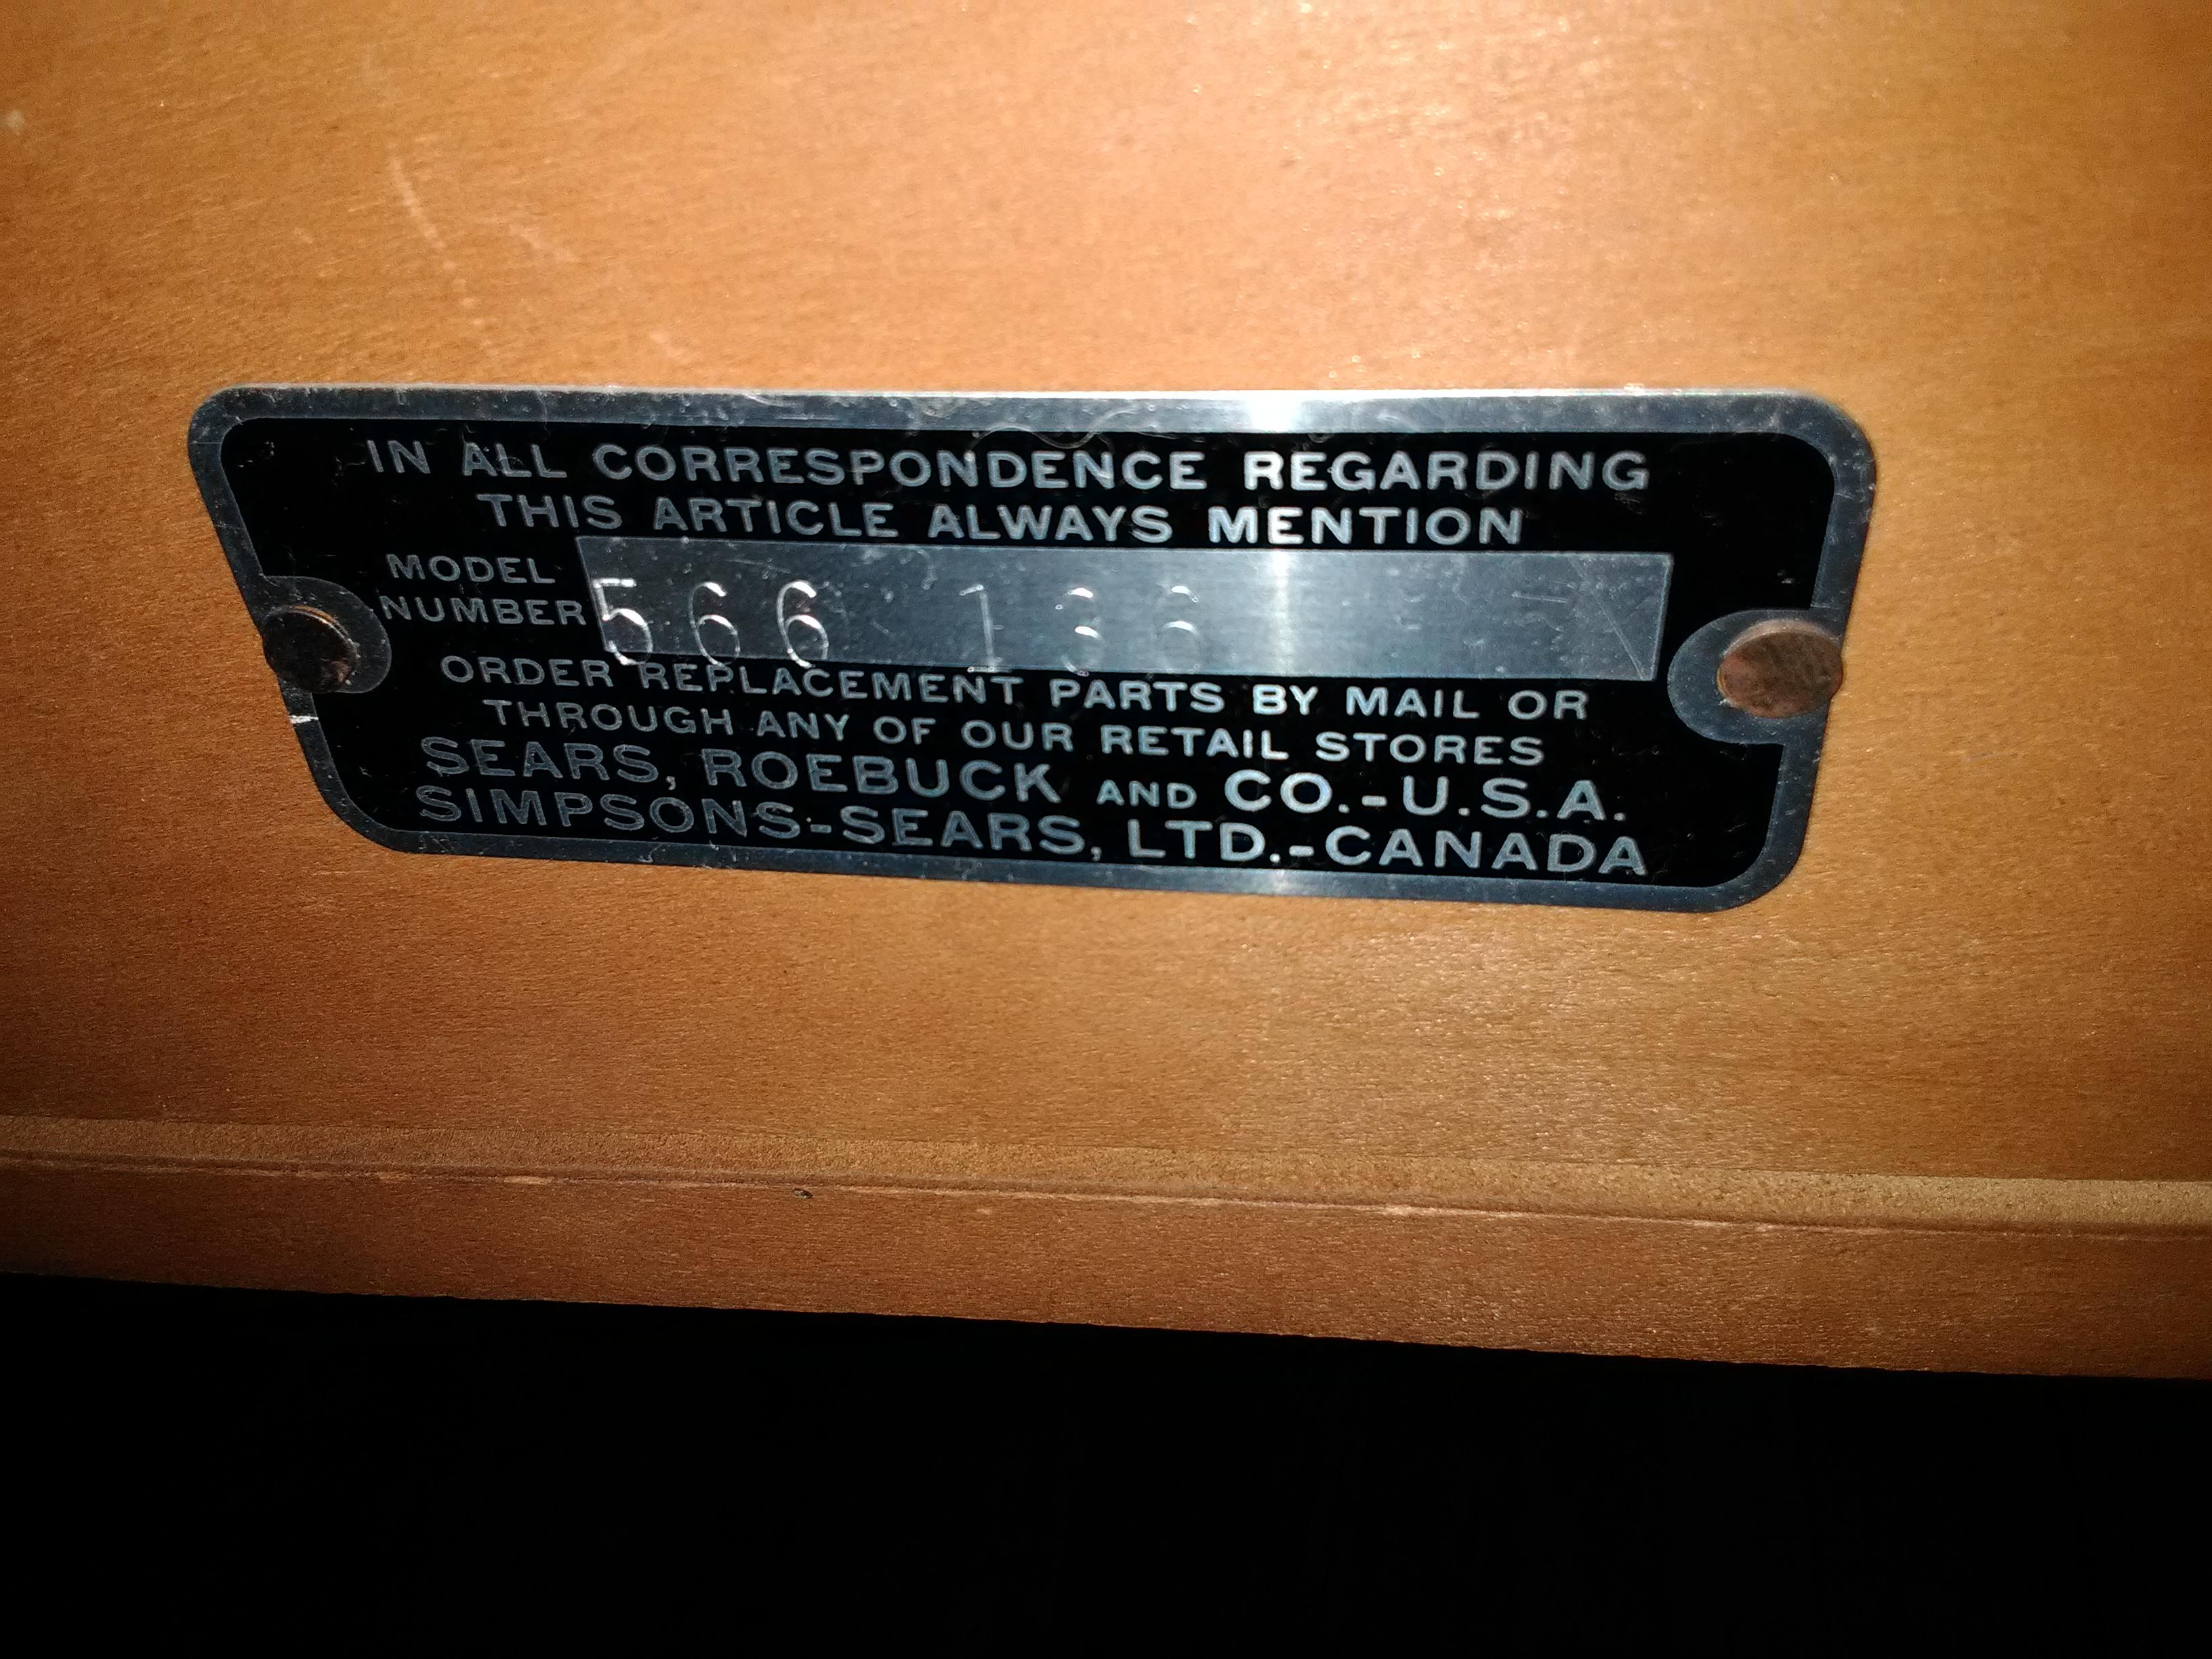 IN ALL CORRESPONDENCE REGARDING
THIS ARTICLE ALWAYS MENTION
MODEL
NUMBER 566
ORDER REPLACEMENT PARTS BY MAIL OR
THROUGH ANY OF OUR RETAIL STORES
SEARS, ROEBUCK AND CO.-U.S.A.
SIMPSONS-SEARS, LTD.-CANADA